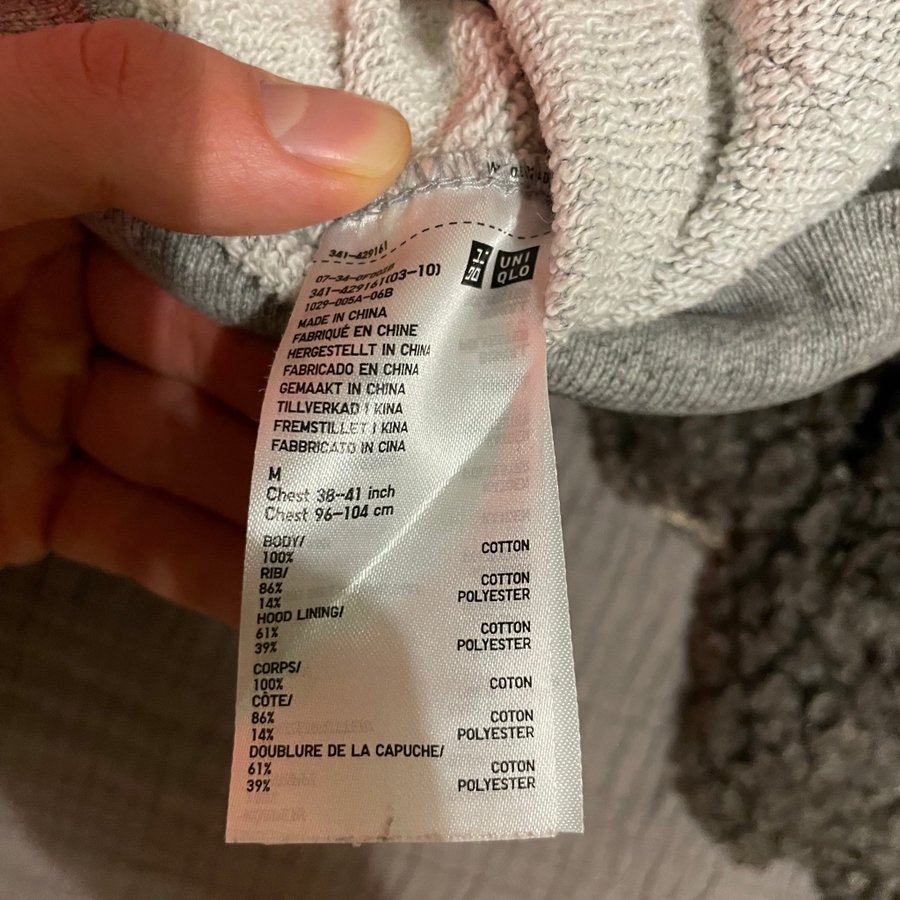 341-429161
UNI
QLO
341-429161(03-10)
1029-005A-06B
MADE IN CHINA
FABRIQUÉ EN CHINE
HERGESTELLT IN CHINA
FABRICADO EN CHINA
GEMAAKT IN CHINA
TILLVERKAD I KINA
FREMSTILLET I KINA
FABBRICATO IN CINA
M
Chest 38-41 inch
Chest 96-104 cm
BODY/
100% COTTON
RIB/
86% COTTON
14% POLYESTER
HOOD LINING/
61% COTTON
39% POLYESTER
CORPS/
100% COTON
CÔTE/
86% COTON
14% POLYESTER
DOUBLURE DE LA CAPUCHE/
61% COTON
39% POLYESTER